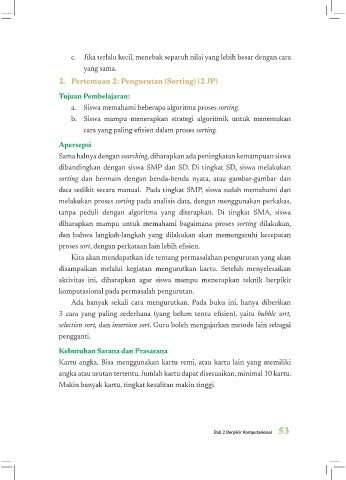 c. Jika terlalu kecil, menebak separuh nilai yang lebih besar dengan cara
yang sama.
2. Pertemuan 2: Pengurutan (Sorting) (2 JP)
Tujuan Pembelajaran:
a. Siswa memahami beberapa algoritma proses sorting.
b. Siswa mampu menerapkan strategi algoritmik untuk menemukan
cara yang paling efisien dalam proses sorting.
Apersepsi
Sama halnya dengan searching, diharapkan ada peningkatan kemampuan siswa
dibandingkan dengan siswa SMP dan SD. Di tingkat SD, siswa melakukan
sorting dan bermain dengan benda-benda nyata, atau gambar-gambar dan
data sedikit secara manual. Pada tingkat SMP, siswa sudah memahami dan
melakukan proses sorting pada analisis data, dengan menggunakan perkakas,
tanpa peduli dengan algoritma yang diterapkan. Di tingkat SMA, siswa
diharapkan mampu untuk memahami bagaimana proses sorting dilakukan,
dan bahwa langkah-langkah yang dilakukan akan memengaruhi kecepatan
proses sort, dengan perkataan lain lebih efisien.
Kita akan mendapatkan ide tentang permasalahan pengurutan yang akan
disampaikan melalui kegiatan mengurutkan kartu. Setelah menyelesaikan
aktivitas ini, diharapkan agar siswa mampu menerapkan teknik berpikir
komputasional pada permasalah pengurutan.
Ada banyak sekali cara mengurutkan. Pada buku ini, hanya diberikan
3 cara yang paling sederhana (yang belum tentu efisien), yaitu bubble sort,
selection sort, dan insertion sort. Guru boleh mengajarkan metode lain sebagai
pengganti.
Kebutuhan Sarana dan Prasarana
Kartu angka. Bisa menggunakan kartu remi, atau kartu lain yang memiliki
angka atau urutan tertentu. Jumlah kartu dapat disesuaikan, minimal 10 kartu.
Makin banyak kartu, tingkat kesulitan makin tinggi.
Bab 2 Berpikir Komputasional 53